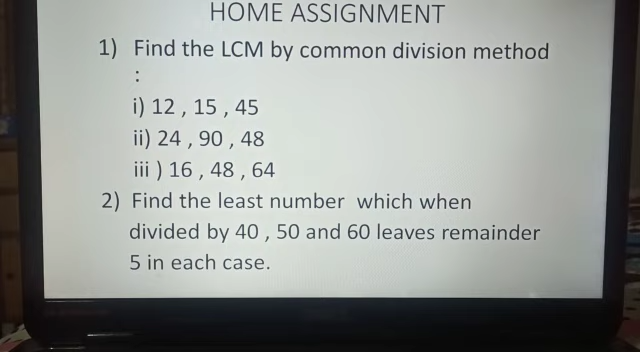 HOME ASSIGNMENT
1) Find the LCM by common division method
:
i) 12 , 15 , 45
ii) 24 , 90 , 48
iii ) 16 , 48 , 64
2) Find the least number which when
divided by 40 , 50 and 60 leaves remainder
5 in each case.